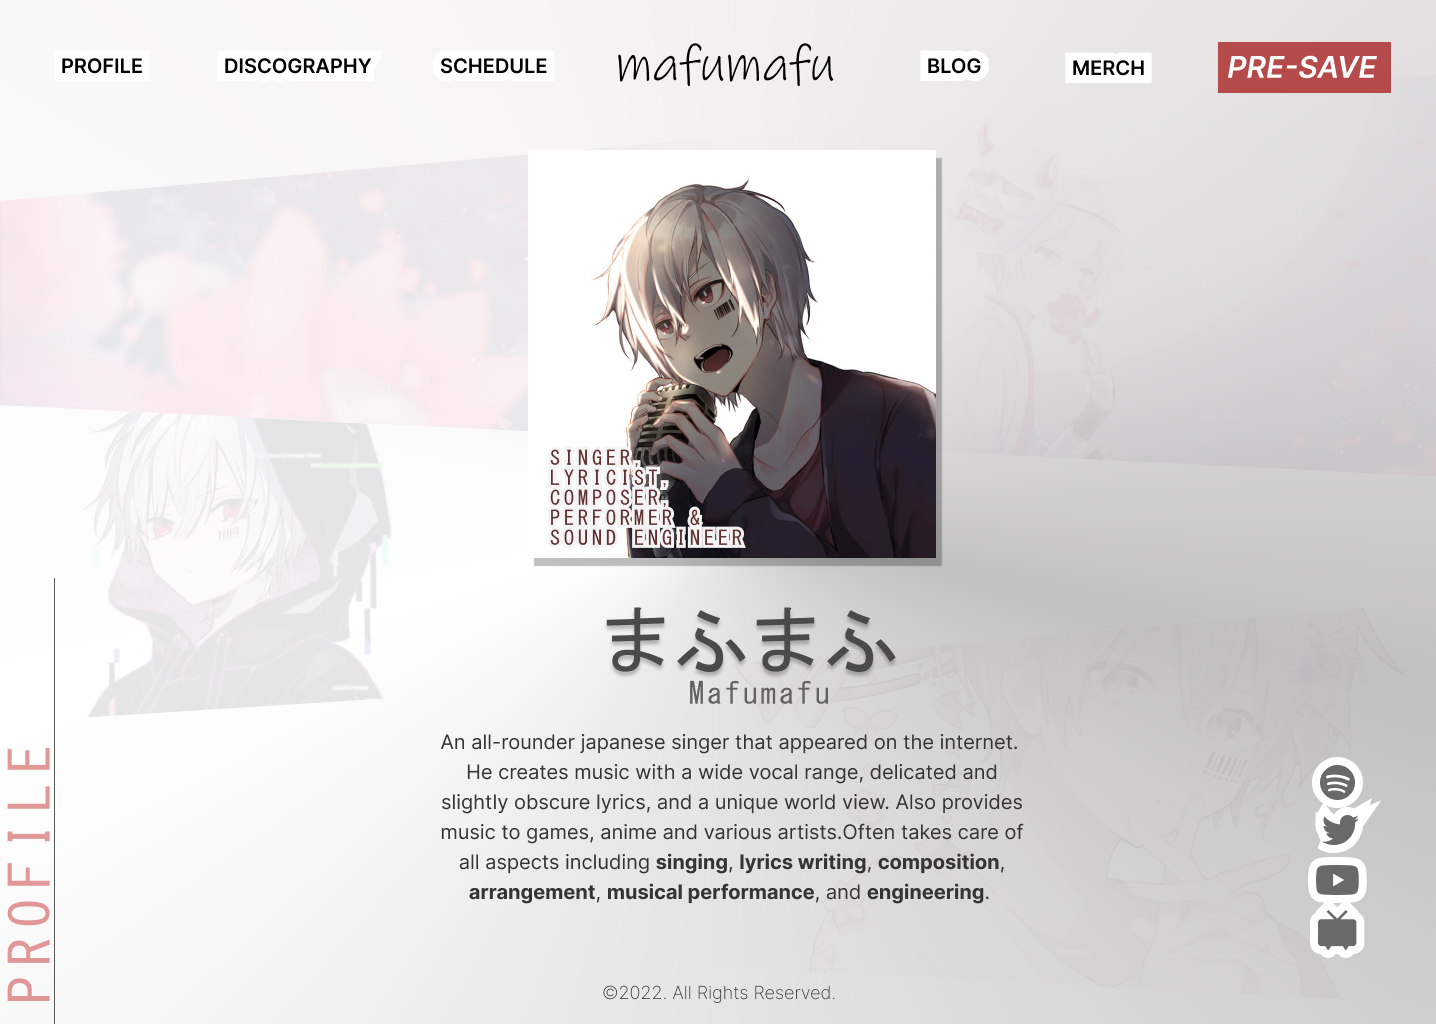 PROFILE
DISCOGRAPHY
SCHEDULE
mafumafu
BLOG
MERCH
PRE-SAVE
SINGER,
LYRICIST,
COMPOSER,
PERFORMER &
SOUND ENGINEER
まふまふ
Mafumafu
An all-rounder japanese singer that appeared on the internet.
He creates music with a wide vocal range, delicated and
slightly obscure lyrics, and a unique world view. Also provides
music to games, anime and various artists.Often takes care of
all aspects including singing, lyrics writing, composition,
arrangement, musical performance, and engineering.
PROFILE
©2022. All Rights Reserved.